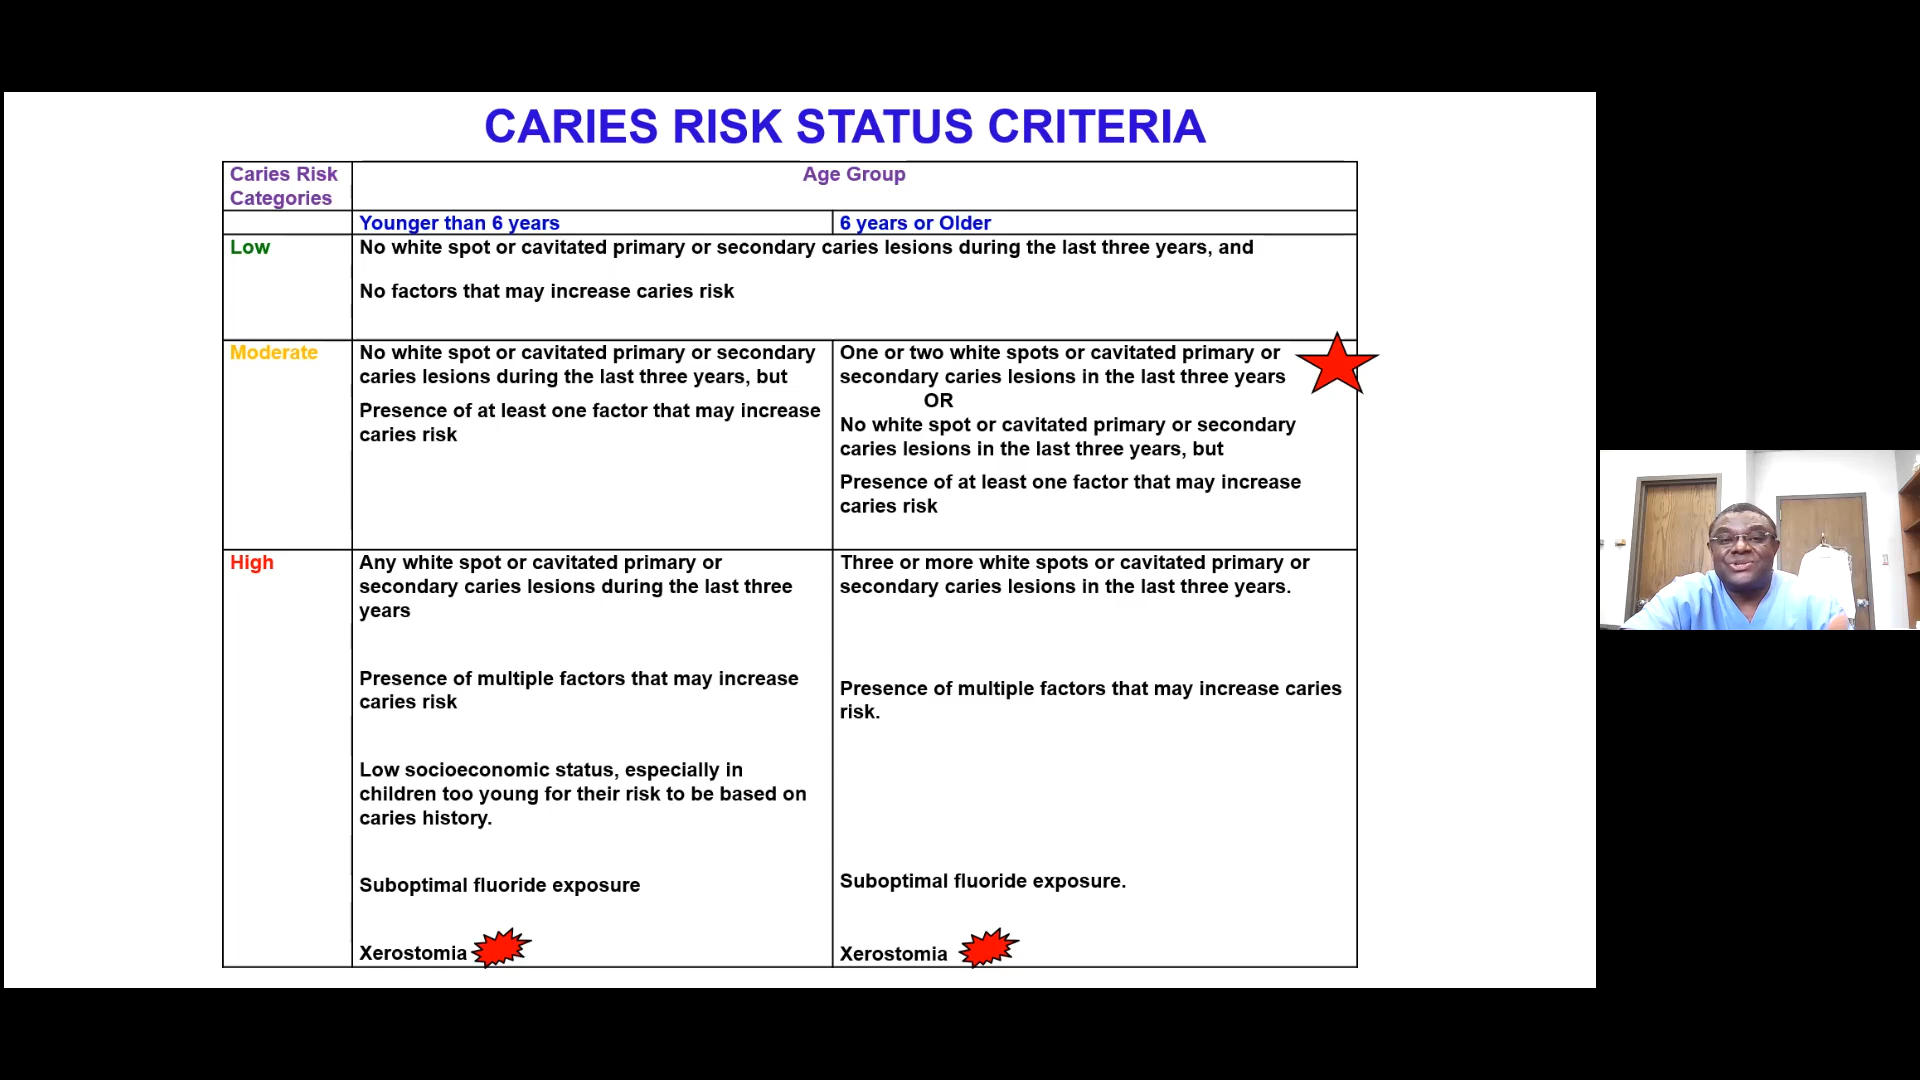 CARIES RISK STATUS CRITERIA
Caries Risk
Categories
Age Group
Younger than 6 years
6 years or Older
Low
No white spot or cavitated primary or secondary caries lesions during the last three years, and
No factors that may increase caries risk
Moderate
No white spot or cavitated primary or secondary
caries lesions during the last three years, but
Presence of at least one factor that may increase
caries risk
One or two white spots or cavitated primary or
secondary caries lesions in the last three years
OR
No white spot or cavitated primary or secondary
caries lesions in the last three years, but
Presence of at least one factor that may increase
caries risk
High
Any white spot or cavitated primary or
secondary caries lesions during the last three
years
Presence of multiple factors that may increase
caries risk
Low socioeconomic status, especially in
children too young for their risk to be based on
caries history.
Suboptimal fluoride exposure
Xerostomia
Three or more white spots or cavitated primary or
secondary caries lesions in the last three years.
Presence of multiple factors that may increase caries
risk.
Suboptimal fluoride exposure.
Xerostomia